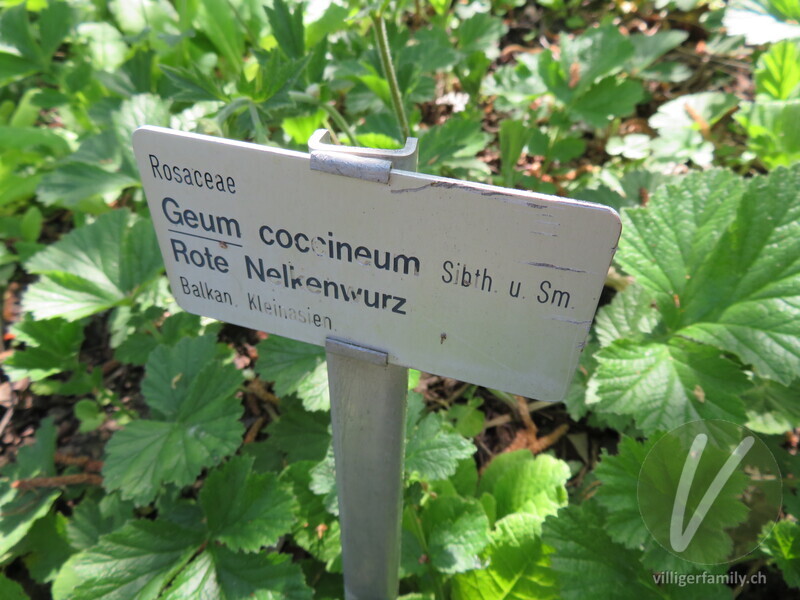 Rosaceae
Geum coccineum Sibth. u. Sm.
Rote Nelkenwurz
Balkan. Kleinasien.
V
villigerfamily.ch